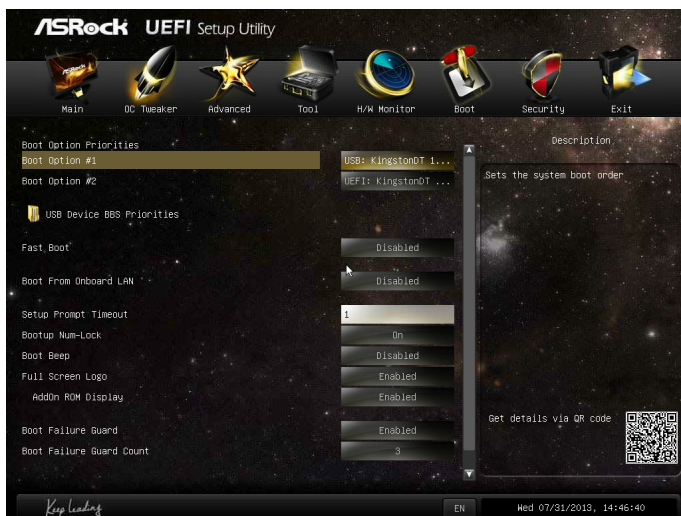 ASRock UEFI Setup Utility
Main OC Tweaker Advanced Tool H/W Monitor Boot Security Exit
Boot Option Priorities
Boot Option #1 USB: KingstonDT 1...
Boot Option #2 UEFI: KingstonDT ...
USB Device BBS Priorities
Fast Boot Disabled
Boot From Onboard LAN Disabled
Setup Prompt Timeout 1
Bootup Num-Lock On
Boot Beep Disabled
Full Screen Logo Enabled
AddOn ROM Display Enabled
Boot Failure Guard Enabled
Boot Failure Guard Count 3
Description
Sets the system boot order
Get details via QR code
Keep Leading
EN
Wed 07/31/2013, 14:46:40